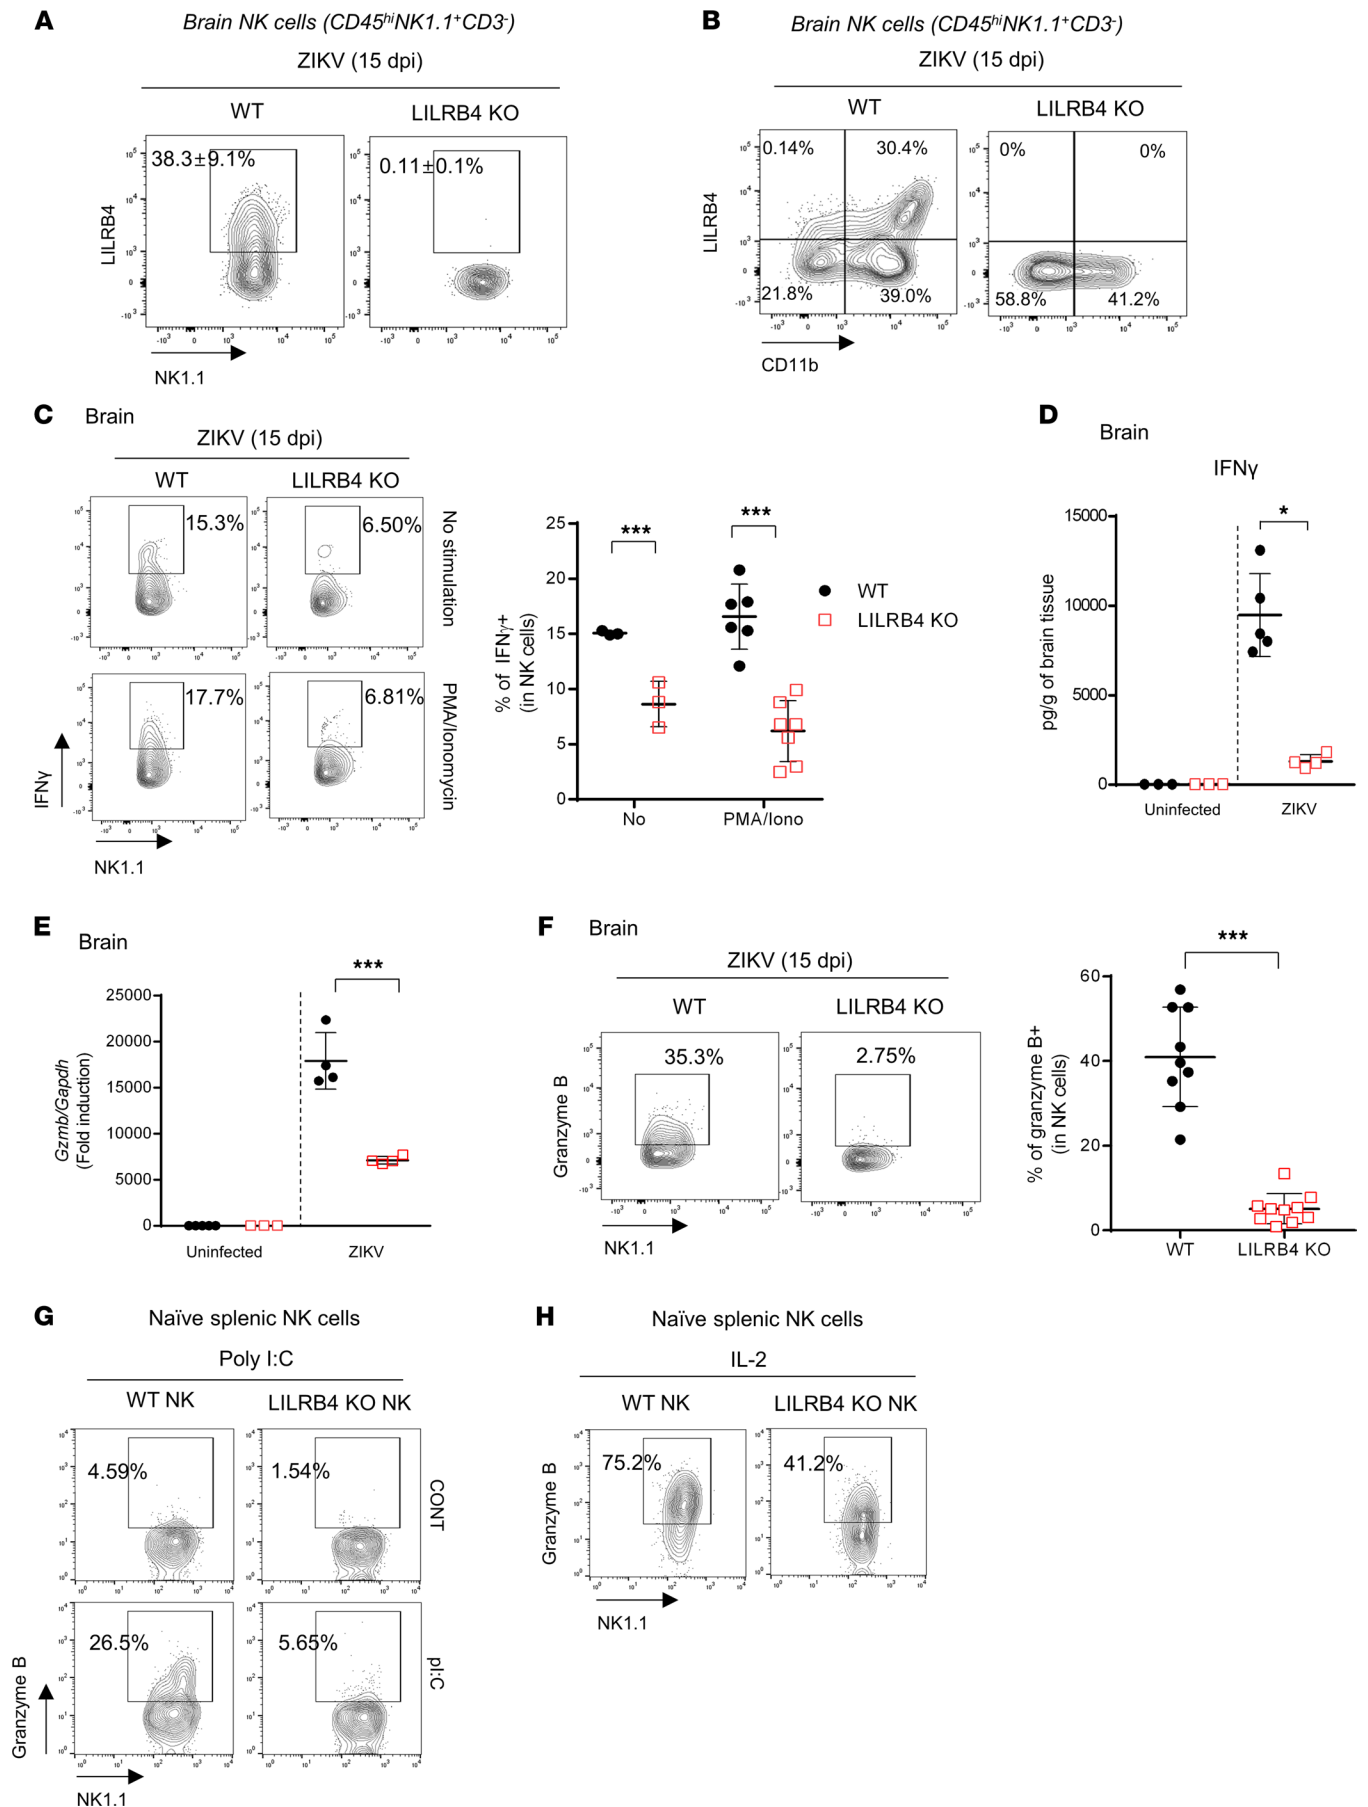 A
Brain NK cells (CD45hiNK1.1+CD3-)
ZIKV (15 dpi)
WT
LILRB4 KO
38.3±9.1%
0.11±0.1%
LILRB4
NK1.1
B
Brain NK cells (CD45hiNK1.1+CD3-)
ZIKV (15 dpi)
WT
LILRB4 KO
0.14%
30.4%
0%
0%
LILRB4
21.8%
39.0%
58.8%
41.2%
CD11b
C
Brain
ZIKV (15 dpi)
WT
LILRB4 KO
15.3%
6.50%
No stimulation
17.7%
6.81%
PMA/Ionomycin
IFNγ
NK1.1
% of IFNγ+
(in NK cells)
25
20
15
10
5
0
***
***
No
PMA/Iono
WT
LILRB4 KO
D
Brain
IFNγ
pg/g of brain tissue
15000
10000
5000
0
*
Uninfected
ZIKV
E
Brain
Gzmb/Gapdh
(Fold induction)
25000
20000
15000
10000
5000
0
***
Uninfected
ZIKV
F
Brain
ZIKV (15 dpi)
WT
LILRB4 KO
35.3%
2.75%
Granzyme B
NK1.1
% of granzyme B+
(in NK cells)
60
40
20
0
***
WT
LILRB4 KO
G
Naïve splenic NK cells
Poly I:C
WT NK
LILRB4 KO NK
4.59%
1.54%
CONT
26.5%
5.65%
pI:C
Granzyme B
NK1.1
H
Naïve splenic NK cells
IL-2
WT NK
LILRB4 KO NK
75.2%
41.2%
Granzyme B
NK1.1